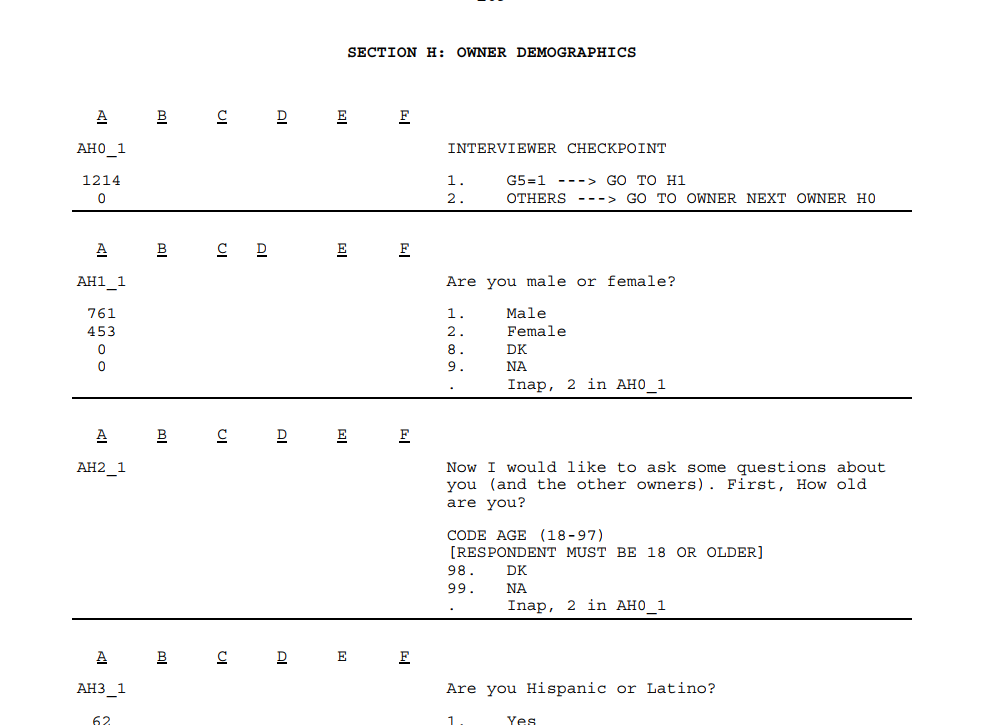 SECTION H: OWNER DEMOGRAPHICS
A B C D E F
AH0_1 INTERVIEWER CHECKPOINT
1214 1. G5=1 ---> GO TO H1
0 2. OTHERS ---> GO TO OWNER NEXT OWNER H0
A B C D E F
AH1_1 Are you male or female?
761 1. Male
453 2. Female
0 8. DK
0 9. NA
. Inap, 2 in AH0_1
A B C D E F
AH2_1 Now I would like to ask some questions about
you (and the other owners). First, How old
are you?
CODE AGE (18-97)
[RESPONDENT MUST BE 18 OR OLDER]
98. DK
99. NA
. Inap, 2 in AH0_1
A B C D E F
AH3_1 Are you Hispanic or Latino?
62 1. Yes